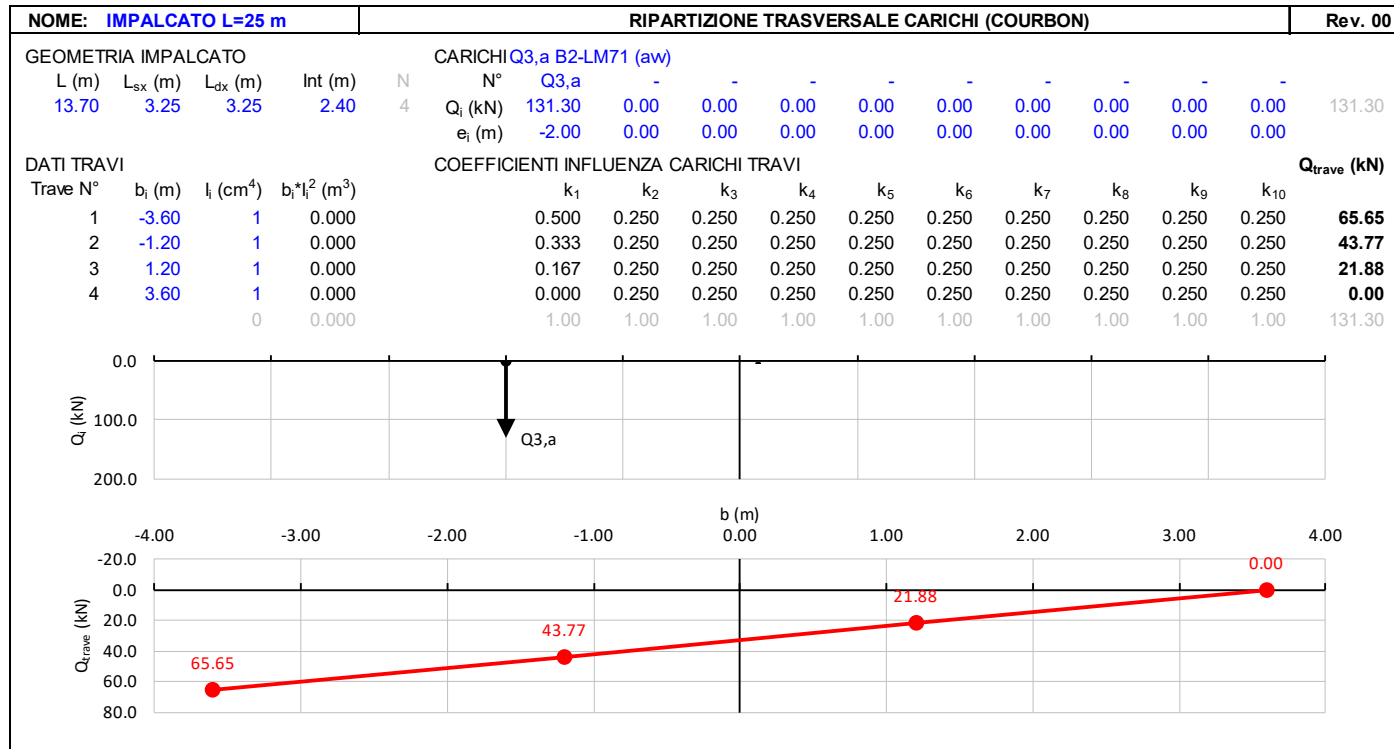 NOME: IMPALCATO L=25 m RIPARTIZIONE TRASVERSALE CARICHI (COURBON) Rev. 00
GEOMETRIA IMPALCATO CARICHI Q3,a B2-LM71 (aw)
L (m) Lsx (m) Ldx (m) Int (m) N N° Q3,a - - - - - - - - -
13.70 3.25 3.25 2.40 4 Qi (kN) 131.30 0.00 0.00 0.00 0.00 0.00 0.00 0.00 0.00 0.00 131.30
ei (m) -2.00 0.00 0.00 0.00 0.00 0.00 0.00 0.00 0.00 0.00
DATI TRAVI COEFFICIENTI INFLUENZA CARICHI TRAVI Qtrave (kN)
Trave N° bi (m) Ii (cm4) bi*Ii2 (m3) k1 k2 k3 k4 k5 k6 k7 k8 k9 k10
1 -3.60 1 0.000 0.500 0.250 0.250 0.250 0.250 0.250 0.250 0.250 0.250 0.250 65.65
2 -1.20 1 0.000 0.333 0.250 0.250 0.250 0.250 0.250 0.250 0.250 0.250 0.250 43.77
3 1.20 1 0.000 0.167 0.250 0.250 0.250 0.250 0.250 0.250 0.250 0.250 0.250 21.88
4 3.60 1 0.000 0.000 0.250 0.250 0.250 0.250 0.250 0.250 0.250 0.250 0.250 0.00
0 0.000 1.00 1.00 1.00 1.00 1.00 1.00 1.00 1.00 1.00 1.00 131.30
0.0
-
100.0
200.0
Qi (kN)
Q3,a
b (m)
-4.00 -3.00 -2.00 -1.00 0.00 1.00 2.00 3.00 4.00
-20.0
0.0
20.0
40.0
60.0
80.0
Qtrave (kN)
65.65
43.77
21.88
0.00